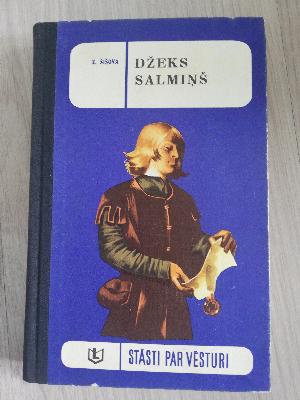 Z. ŠIŠOVA
DŽEKS
SALMIŅŠ
STĀSTI PAR VĒSTURI